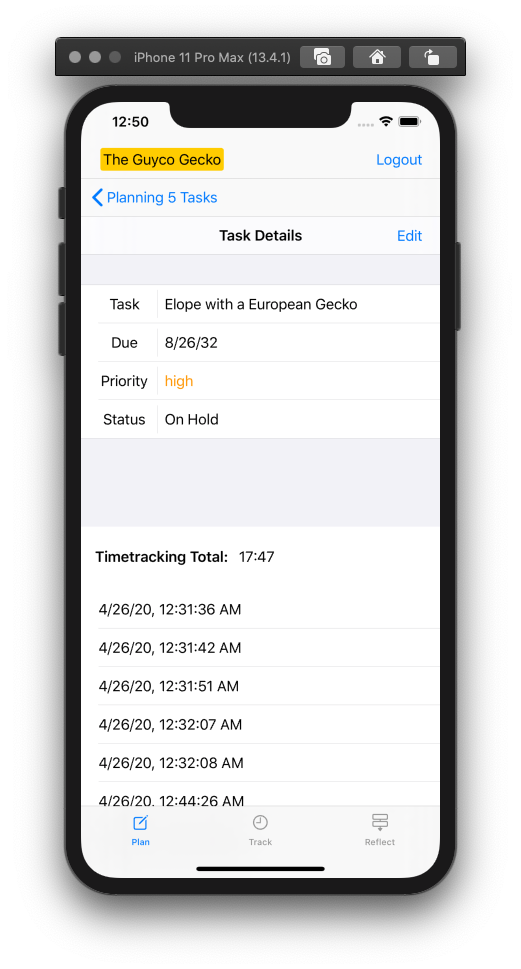 iPhone 11 Pro Max (13.4.1)
12:50
The Guyco Gecko Logout
Planning 5 Tasks
Task Details Edit
Task Elope with a European Gecko
Due 8/26/32
Priority high
Status On Hold
Timetracking Total: 17:47
4/26/20, 12:31:36 AM
4/26/20, 12:31:42 AM
4/26/20, 12:31:51 AM
4/26/20, 12:32:07 AM
4/26/20, 12:32:08 AM
4/26/20, 12:44:26 AM
Plan Track Reflect